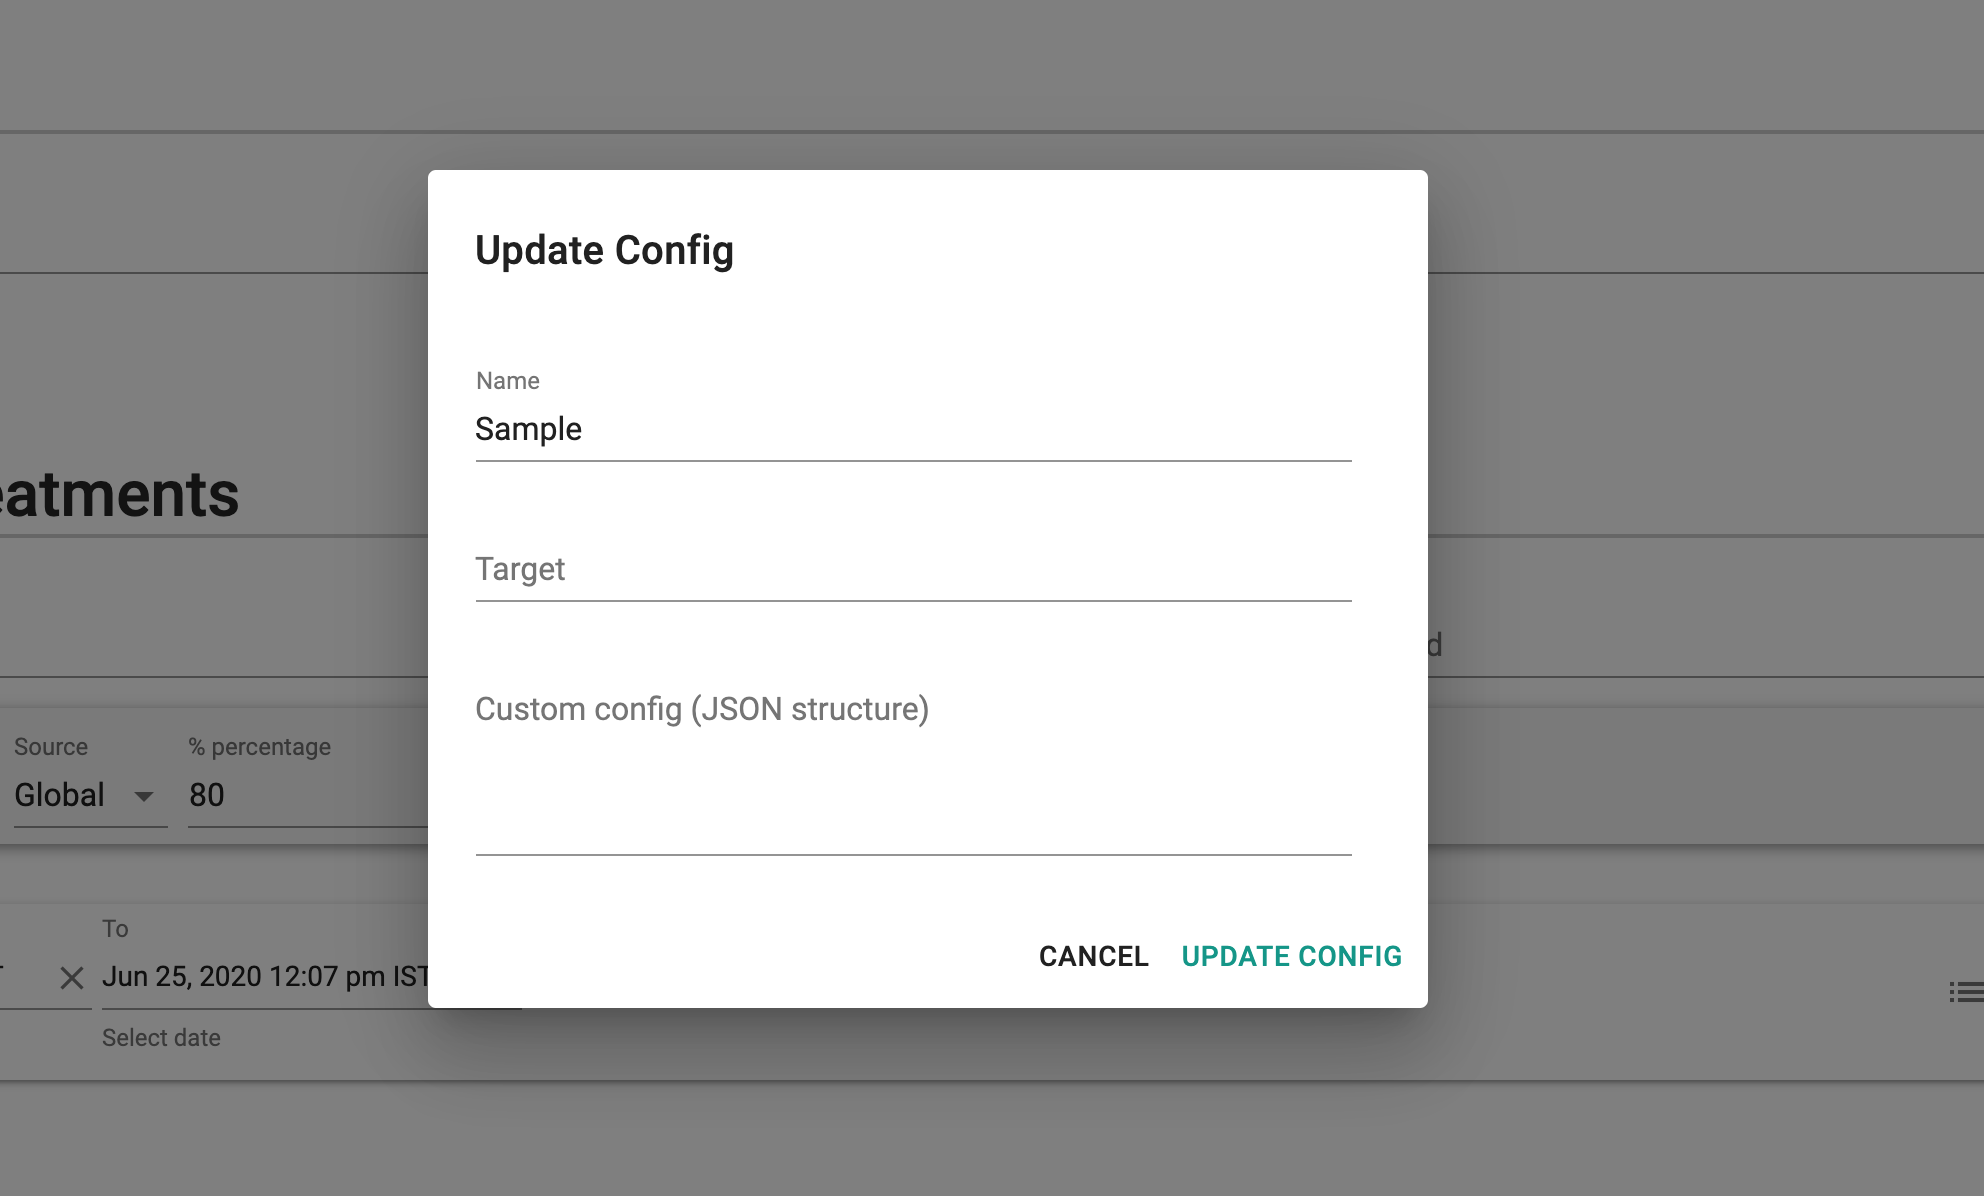 Update Config
Name
Sample
Target
Custom config (JSON structure)
CANCEL UPDATE CONFIG
eatments
d
Source % percentage
Global 80
To
Jun 25, 2020 12:07 pm IST
Select date